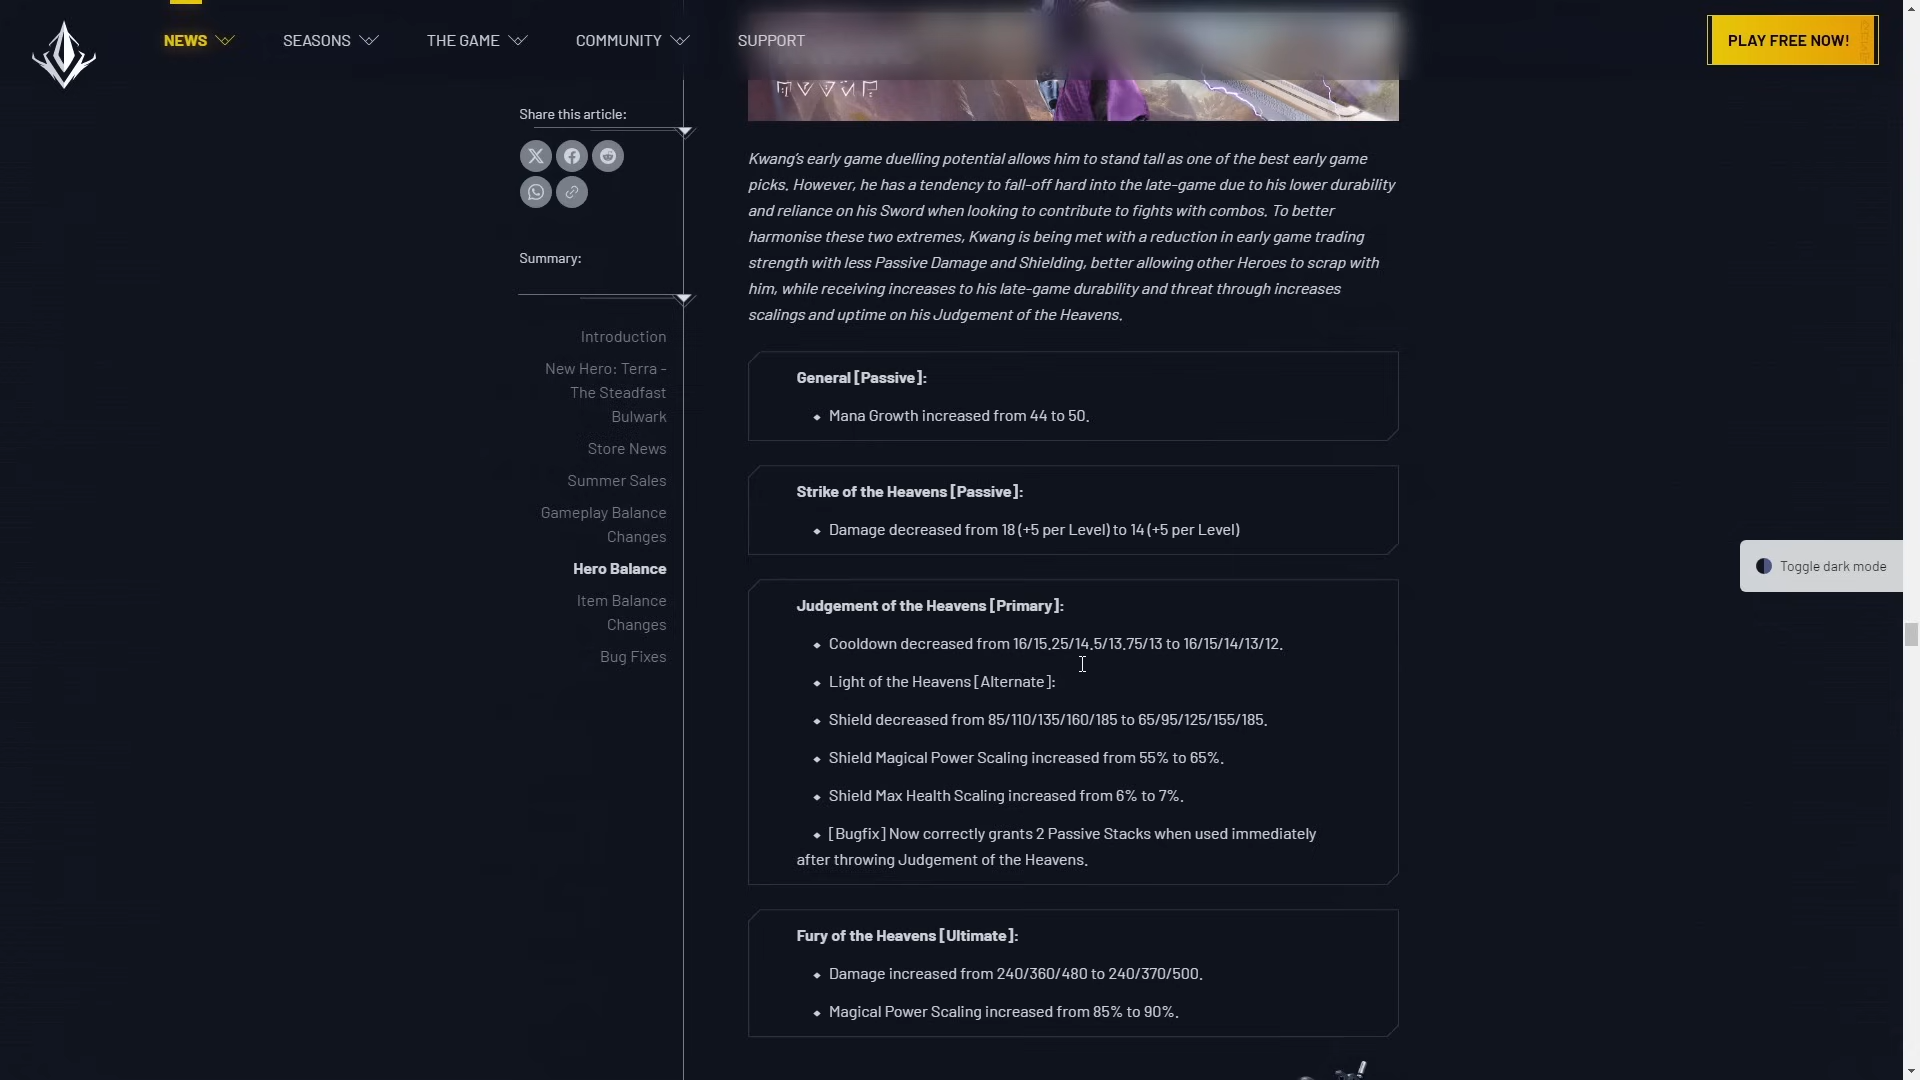 NEWS
SEASONS
THE GAME
COMMUNITY
SUPPORT
PLAY FREE NOW!
Share this article:
Summary:
Introduction
New Hero: Terra -
The Steadfast
Bulwark
Store News
Summer Sales
Gameplay Balance
Changes
Hero Balance
Item Balance
Changes
Bug Fixes
Kwang's early game duelling potential allows him to stand tall as one of the best early game
picks. However, he has a tendency to fall-off hard into the late-game due to his lower durability
and reliance on his Sword when looking to contribute to fights with combos. To better
harmonise these two extremes, Kwang is being met with a reduction in early game trading
strength with less Passive Damage and Shielding, better allowing other Heroes to scrap with
him, while receiving increases to his late-game durability and threat through increases
scalings and uptime on his Judgement of the Heavens.
General [Passive]:
Mana Growth increased from 44 to 50.
Strike of the Heavens [Passive]:
Damage decreased from 18 (+5 per Level) to 14 (+5 per Level)
Judgement of the Heavens [Primary]:
Cooldown decreased from 16/15.25/14.5/13.75/13 to 16/15/14/13/12.
Light of the Heavens [Alternate]:
Shield decreased from 85/110/135/160/185 to 65/95/125/155/185.
Shield Magical Power Scaling increased from 55% to 65%.
Shield Max Health Scaling increased from 6% to 7%.
[Bugfix] Now correctly grants 2 Passive Stacks when used immediately
after throwing Judgement of the Heavens.
Fury of the Heavens [Ultimate]:
Damage increased from 240/360/480 to 240/370/500.
Magical Power Scaling increased from 85% to 90%.
Toggle dark mode